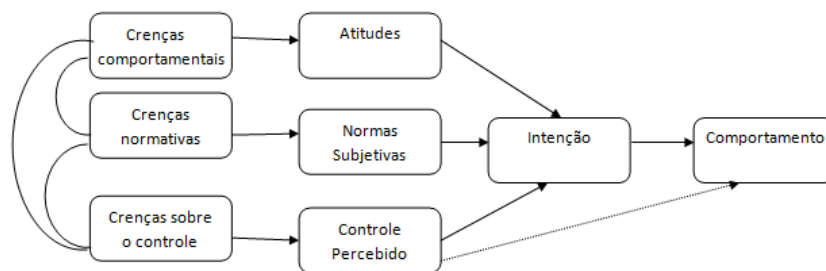 Crenças
comportamentais
Atitudes
Crenças
normativas
Normas
Subjetivas
Intenção
Comportamento
Crenças sobre
o controle
Controle
Percebido